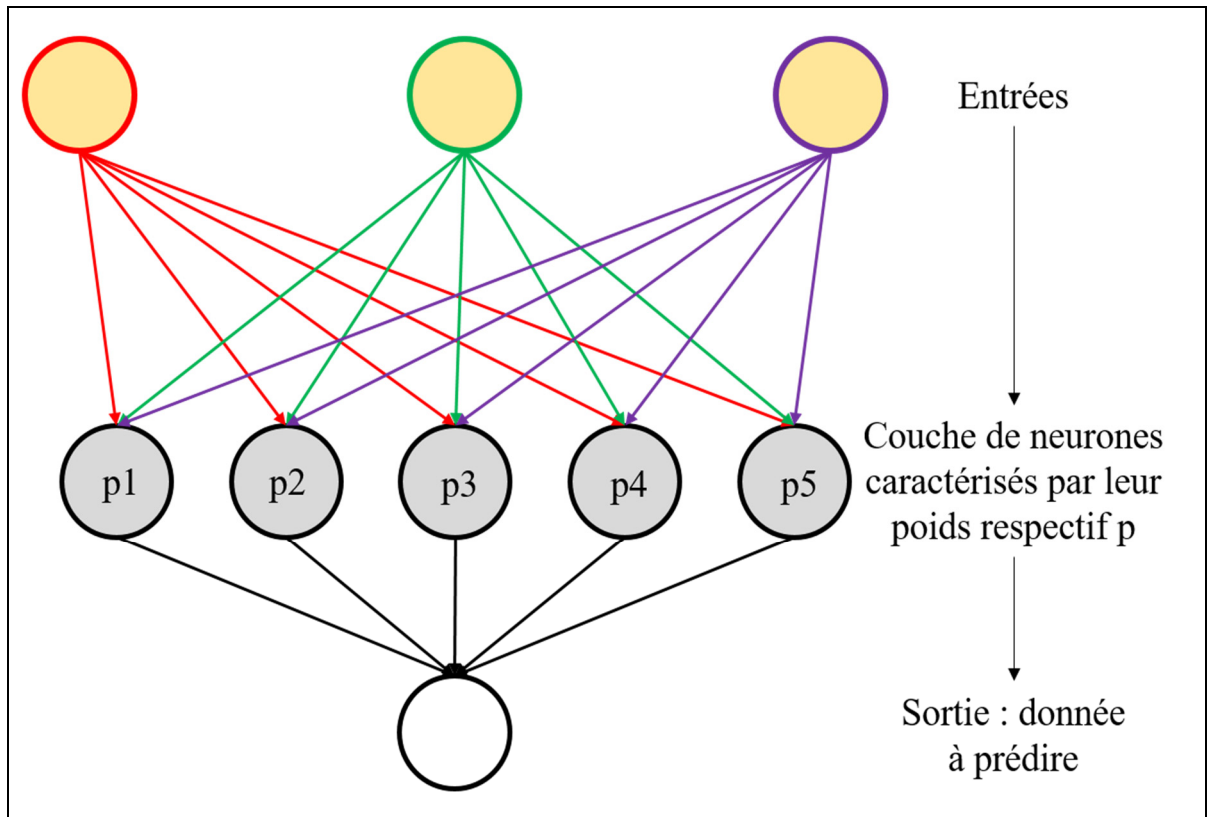 Entrées
p1
p2
p3
p4
p5
Couche de neurones
caractérisés par leur
poids respectif p
Sortie : donnée
à prédire